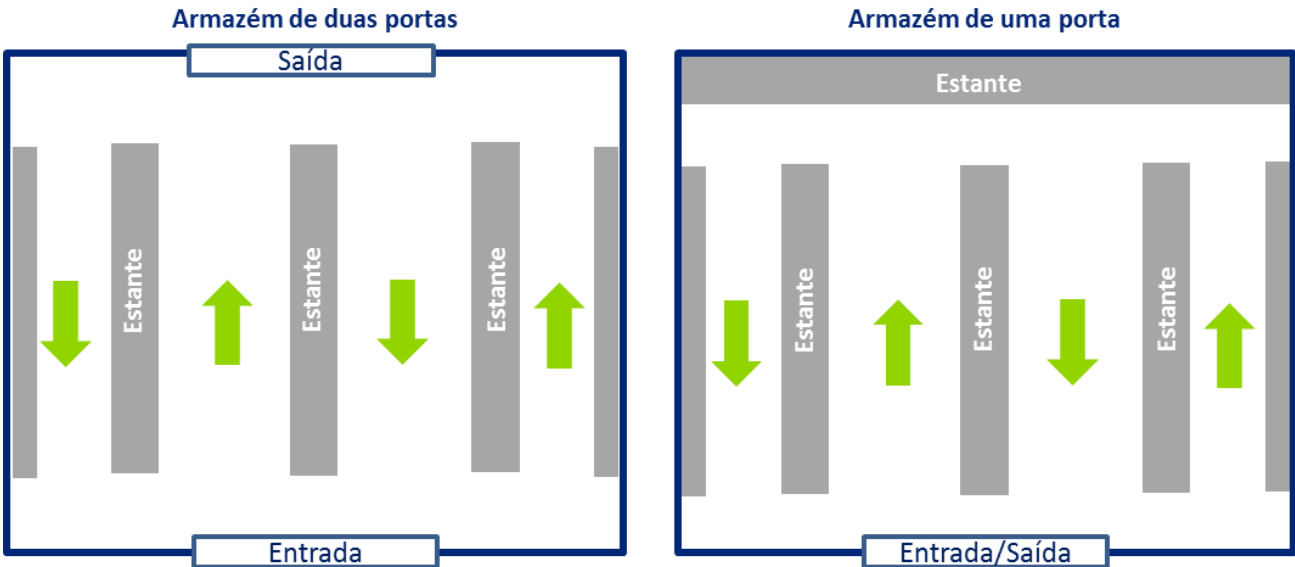 Armazém de duas portas
Saída
Estante
Estante
Estante
Entrada
Armazém de uma porta
Estante
Estante
Estante
Estante
Entrada/Saída